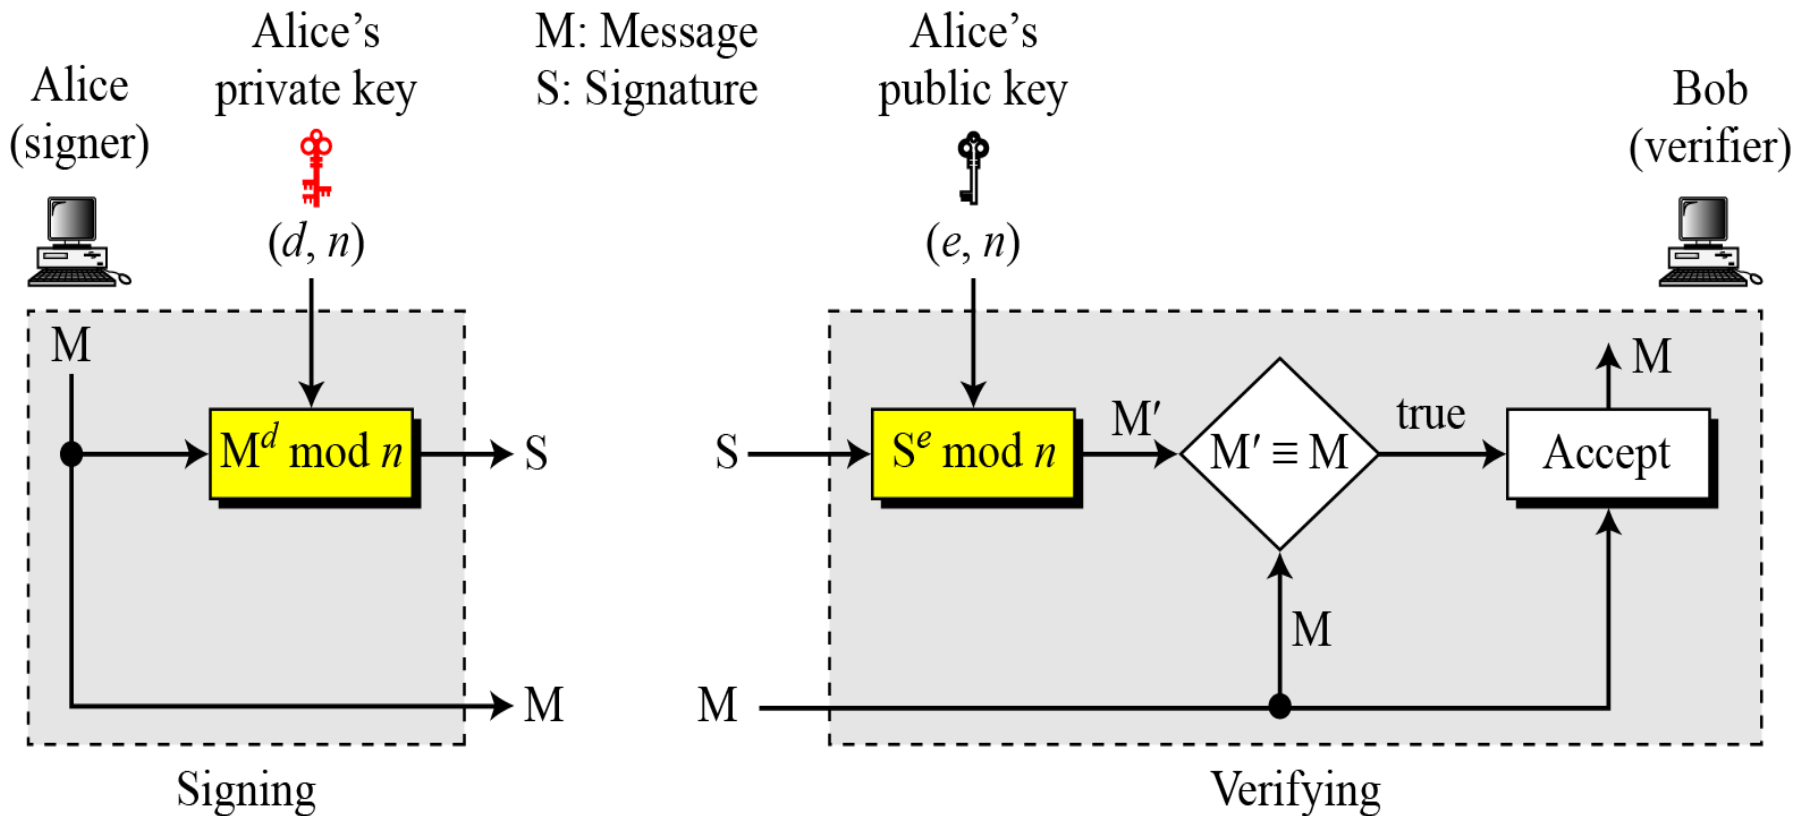 Alice
(signer)
Alice’s
private key
(d, n)
M: Message
S: Signature
Alice’s
public key
(e, n)
Bob
(verifier)
M
M^d mod n
S
M
Signing
S
S^e mod n
M′
M′ ≡ M
true
Accept
M
M
M
Verifying